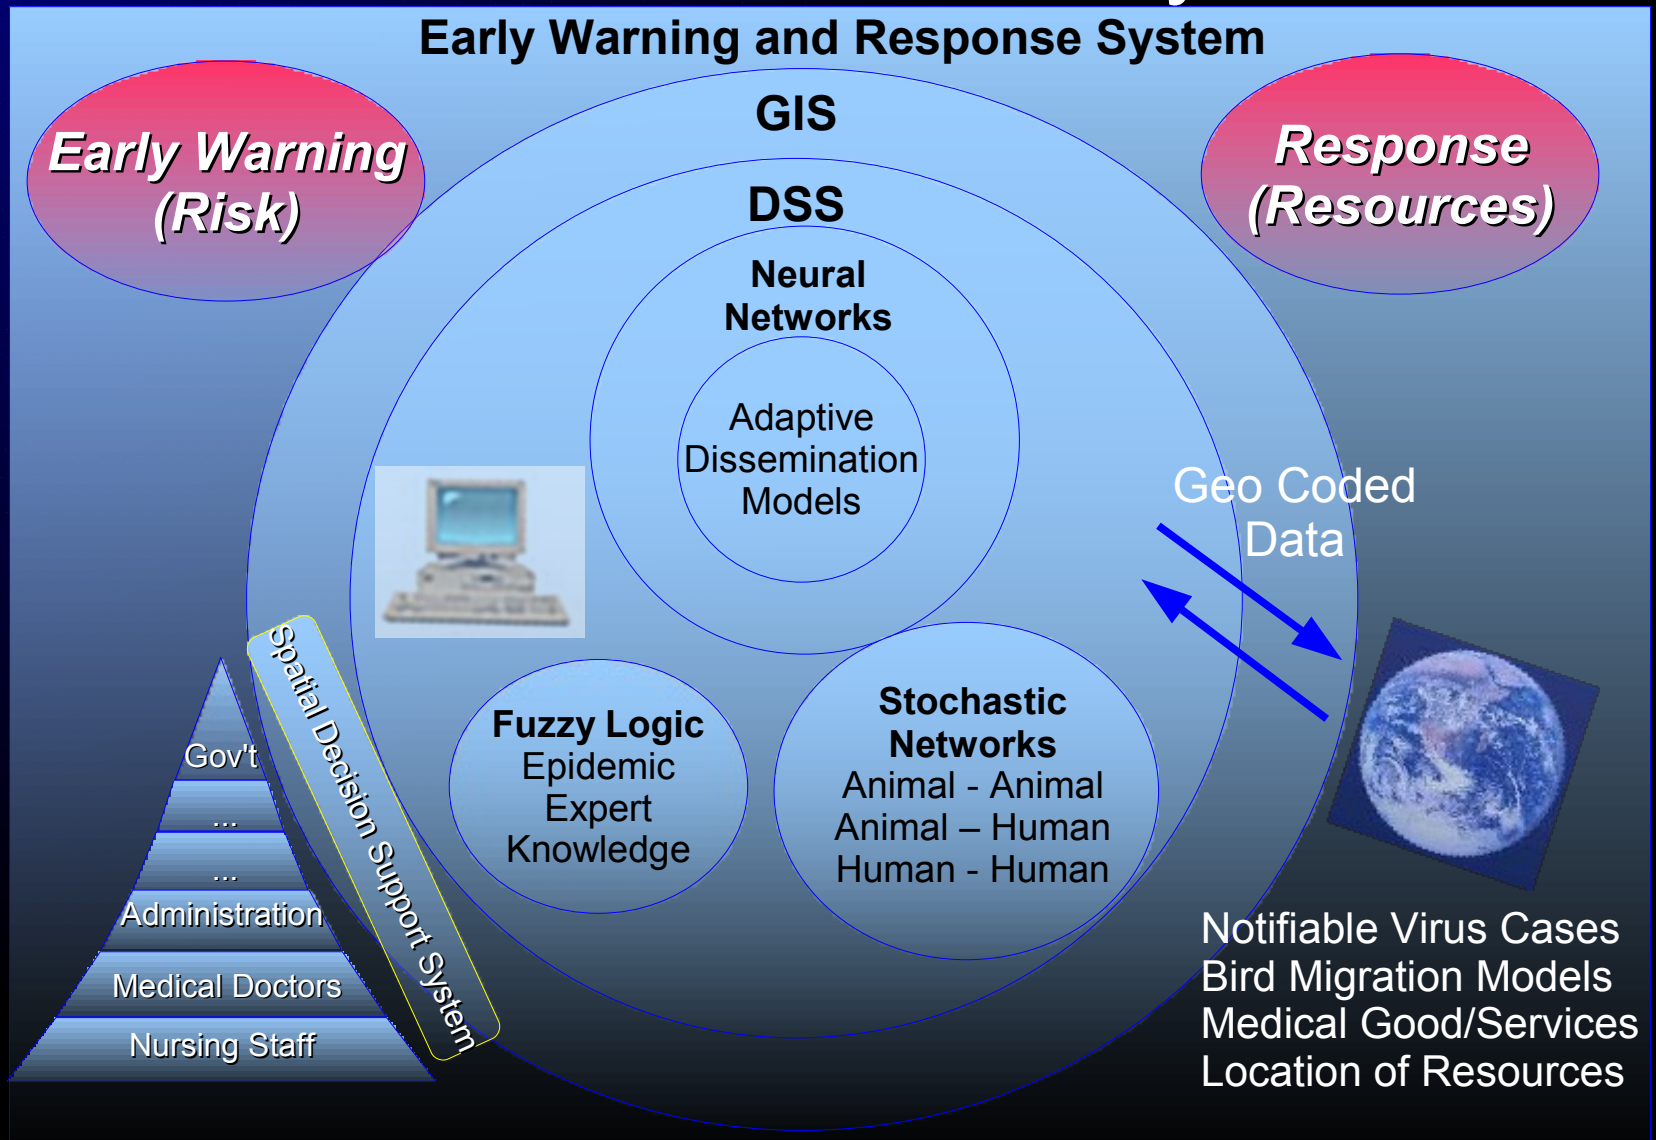 Early Warning and Response System
GIS
Early Warning
(Risk)
Response
(Resources)
DSS
Neural
Networks
Adaptive
Dissemination
Models
Geo Coded
Data
Spatial Decision Support System
Fuzzy Logic
Epidemic
Expert
Knowledge
Stochastic
Networks
Animal - Animal
Animal – Human
Human - Human
Gov't
...
...
Administration
Medical Doctors
Nursing Staff
Notifiable Virus Cases
Bird Migration Models
Medical Good/Services
Location of Resources